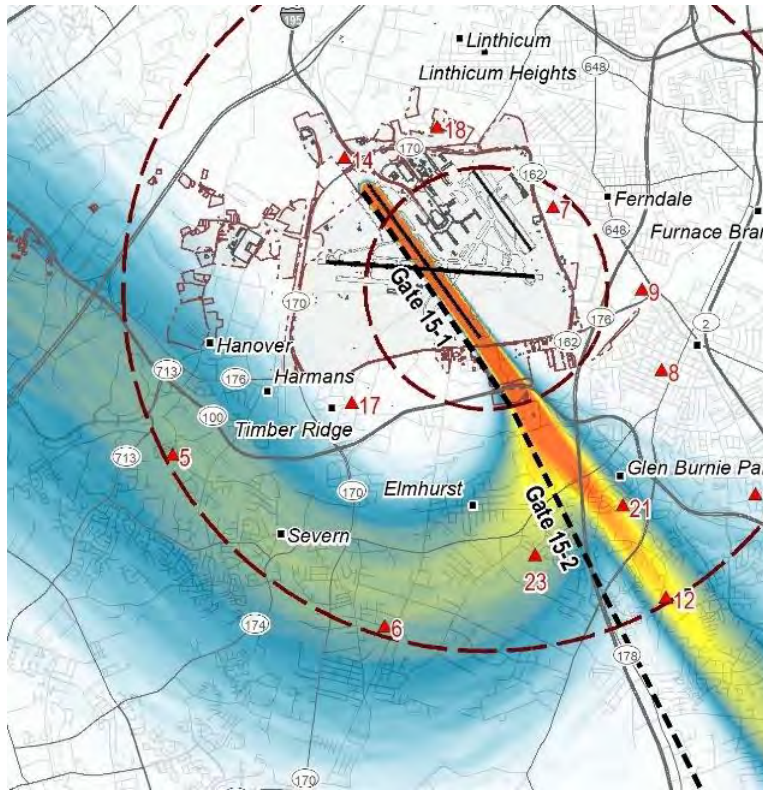 195
Linthicum
648
Linthicum Heights
18
170
14
162
7
Ferndale
648
Furnace Bran
Gate 15-1
170
9
176
2
162
Hanover
713
176
Harmans
8
17
100
Timber Ridge
713
5
170
Elmhurst
Glen Burnie Pa
21
Severn
Gate 15-2
23
12
174
6
178
170